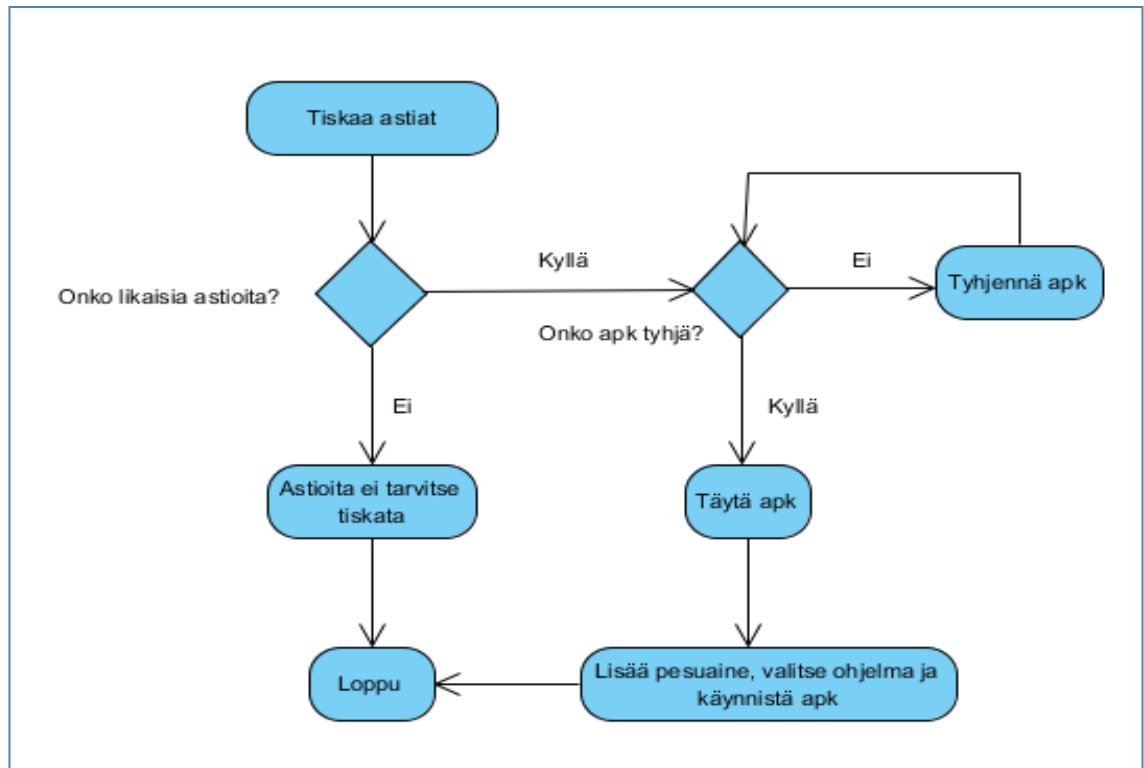 Tiskaa astiat
Onko likaisia astioita?
Kyllä
Onko apk tyhjä?
Ei
Tyhjennä apk
Ei
Kyllä
Astioita ei tarvitse
tiskata
Täytä apk
Loppu
Lisää pesuaine, valitse ohjelma ja
käynnistä apk